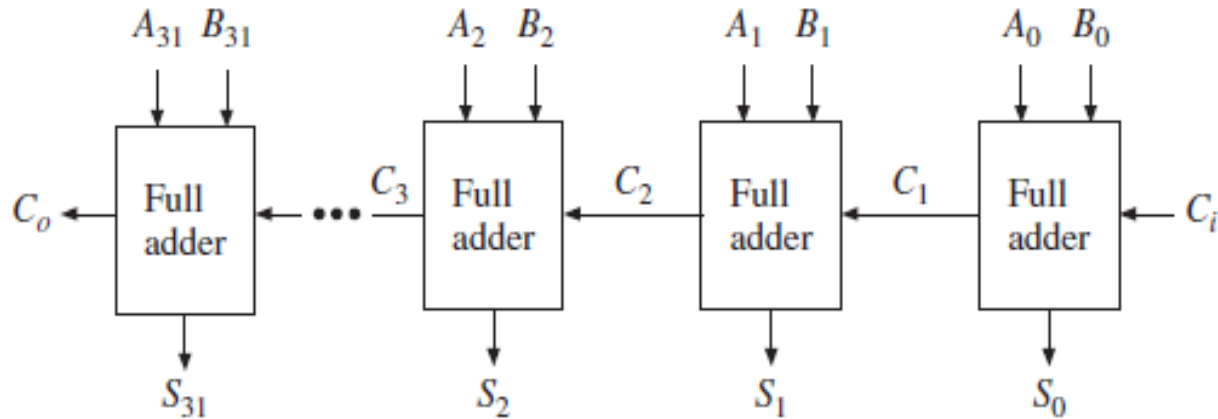 A₃₁ B₃₁ A₂ B₂ A₁ B₁ A₀ B₀
Cₒ Full adder C₃ Full adder C₂ Full adder C₁ Full adder Cᵢ
S₃₁ S₂ S₁ S₀